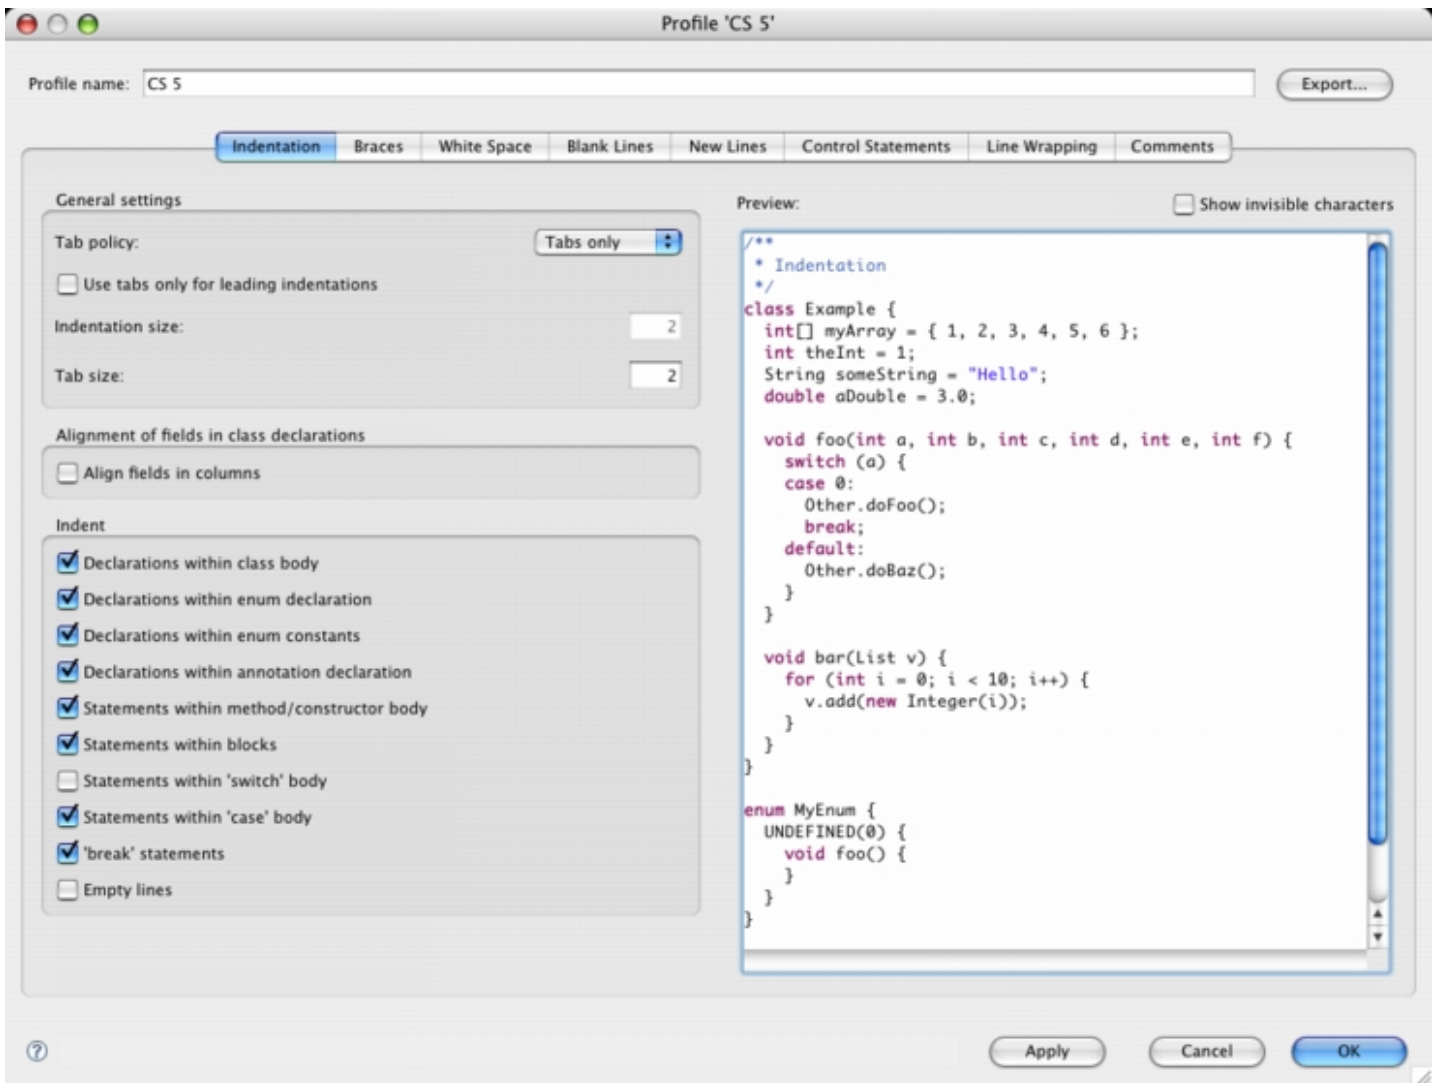 Profile 'CS 5'
Profile name: CS 5 Export...
Indentation Braces White Space Blank Lines New Lines Control Statements Line Wrapping Comments
General settings
Tab policy: Tabs only
Use tabs only for leading indentations
Indentation size: 2
Tab size: 2
Alignment of fields in class declarations
Align fields in columns
Indent
Declarations within class body
Declarations within enum declaration
Declarations within enum constants
Declarations within annotation declaration
Statements within method/constructor body
Statements within blocks
Statements within 'switch' body
Statements within 'case' body
'break' statements
Empty lines
Preview: Show invisible characters
/**
 * Indentation
 */
class Example {
  int[] myArray = { 1, 2, 3, 4, 5, 6 };
  int theInt = 1;
  String someString = "Hello";
  double aDouble = 3.0;

  void foo(int a, int b, int c, int d, int e, int f) {
    switch (a) {
    case 0:
      Other.doFoo();
      break;
    default:
      Other.doBaz();
    }
  }

  void bar(List v) {
    for (int i = 0; i < 10; i++) {
      v.add(new Integer(i));
    }
  }
}

enum MyEnum {
  UNDEFINED(0) {
    void foo() {
    }
  }
}
? Apply Cancel OK